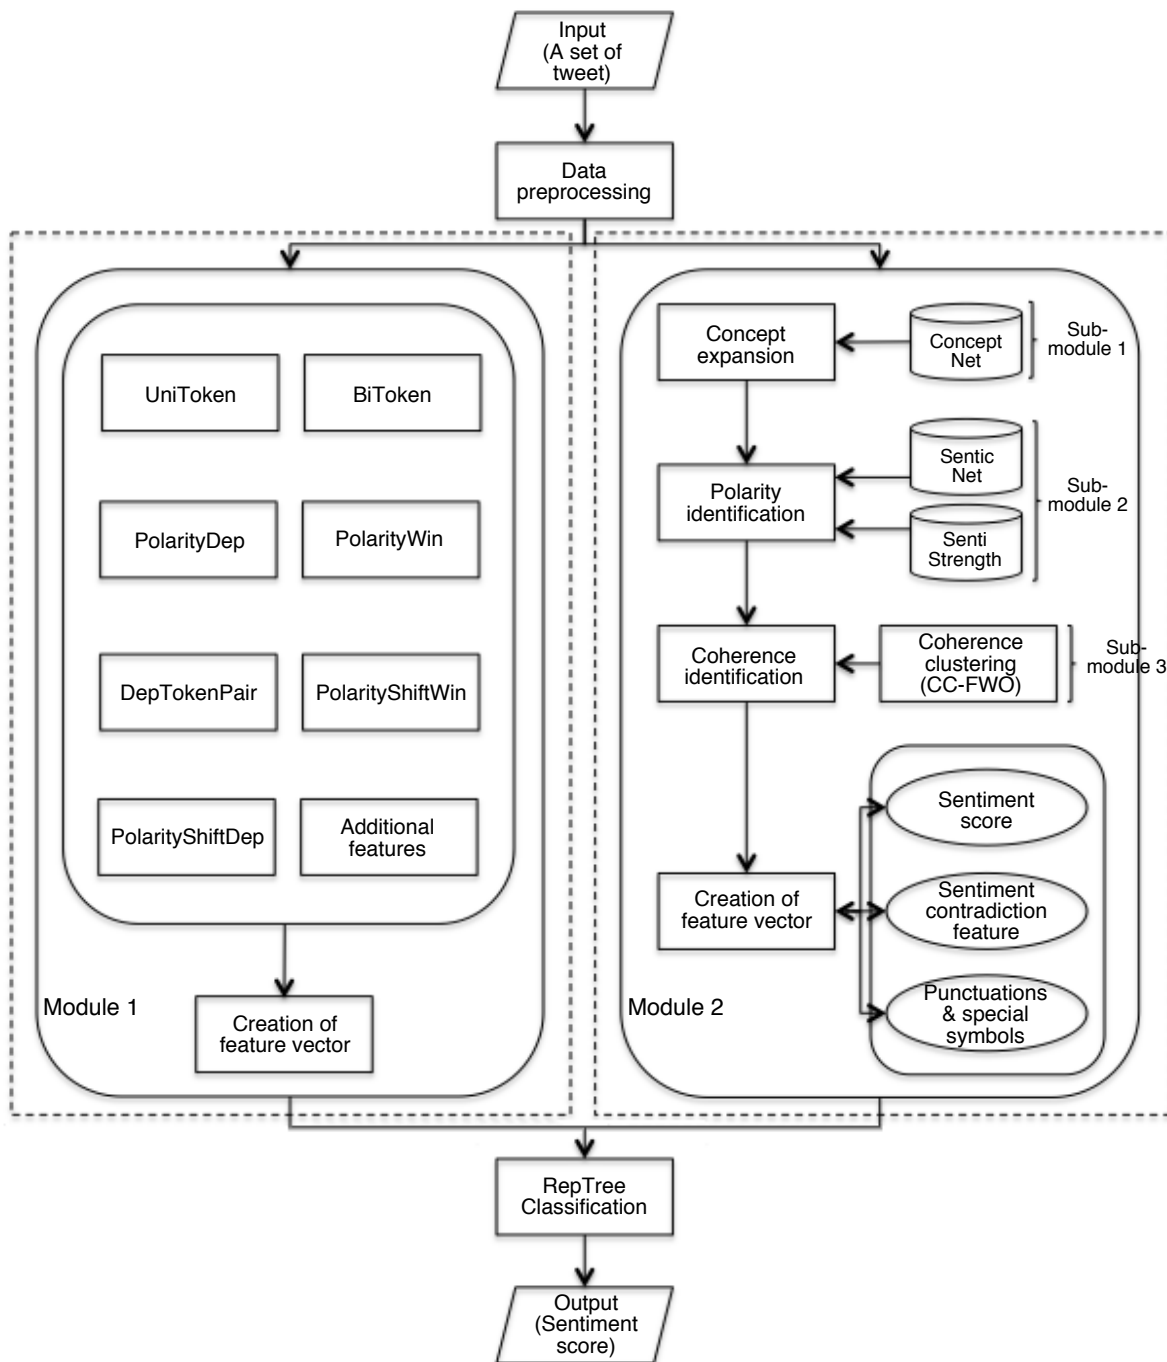 Input
(A set of
tweet)
Data
preprocessing
UniToken
BiToken
PolarityDep
PolarityWin
DepTokenPair
PolarityShiftWin
PolarityShiftDep
Additional
features
Module 1
Creation of
feature vector
Concept
expansion
Concept
Net
Sub-
module 1
Polarity
identification
Sentic
Net
Senti
Strength
Sub-
module 2
Coherence
identification
Coherence
clustering
(CC-FWO)
Sub-
module 3
Creation of
feature vector
Sentiment
score
Sentiment
contradiction
feature
Punctuations
& special
symbols
Module 2
RepTree
Classification
Output
(Sentiment
score)